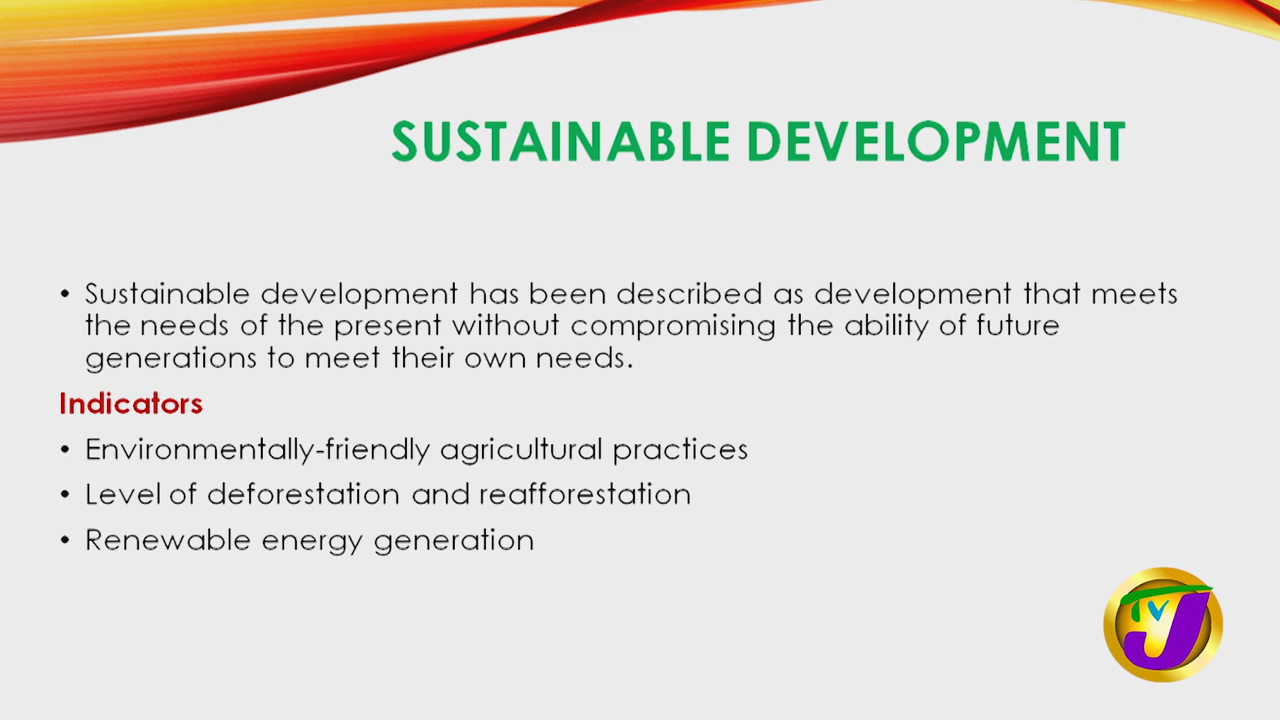 SUSTAINABLE DEVELOPMENT
• Sustainable development has been described as development that meets
the needs of the present without compromising the ability of future
generations to meet their own needs.
Indicators
• Environmentally-friendly agricultural practices
• Level of deforestation and reafforestation
• Renewable energy generation
TVJ